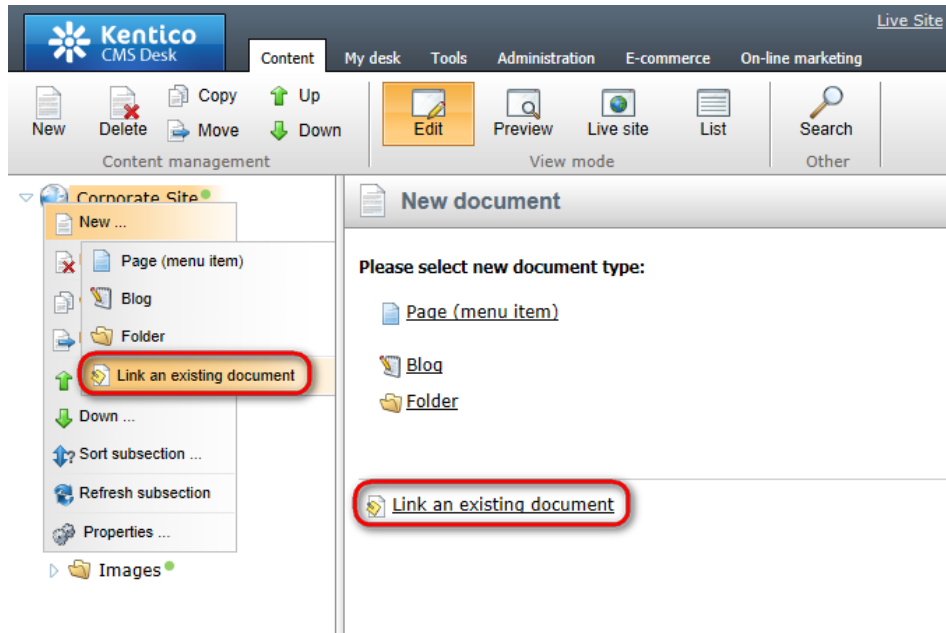 Live Site
Kentico
CMS Desk
Content My desk Tools Administration E-commerce On-line marketing
New Delete Copy Move Up Down
Edit Preview Live site List
Search
Content management View mode Other
Corporate Site
New ...
Page (menu item)
Blog
Folder
Link an existing document
Down ...
Sort subsection ...
Refresh subsection
Properties ...
Images
New document
Please select new document type:
Page (menu item)
Blog
Folder
Link an existing document